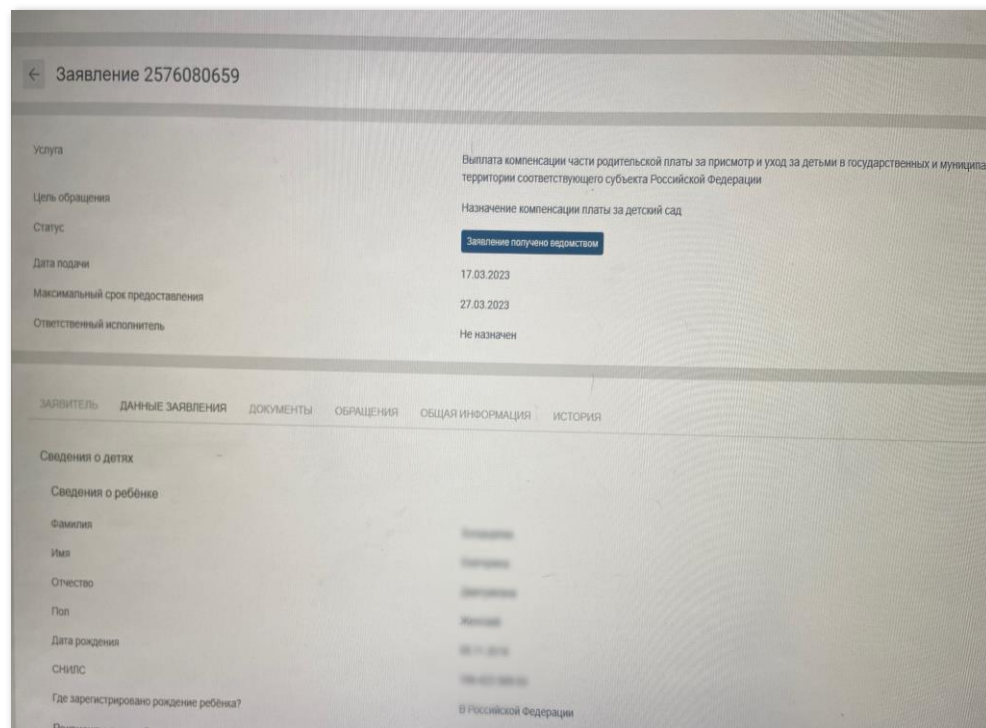 ← Заявление 2576080659
Услуга
Выплата компенсации части родительской платы за присмотр и уход за детьми в государственных и муниципа
территории соответствующего субъекта Российской Федерации
Цель обращения
Назначение компенсации платы за детский сад
Статус
Заявление получено ведомством
Дата подачи
17.03.2023
Максимальный срок предоставления
27.03.2023
Ответственный исполнитель
Не назначен
ЗАЯВИТЕЛЬ ДАННЫЕ ЗАЯВЛЕНИЯ ДОКУМЕНТЫ ОБРАЩЕНИЯ ОБЩАЯ ИНФОРМАЦИЯ ИСТОРИЯ
Сведения о детях
Сведения о ребёнке
Фамилия
Имя
Отчество
Пол
Дата рождения
СНИЛС
Где зарегистрировано рождение ребёнка?
В Российской Федерации